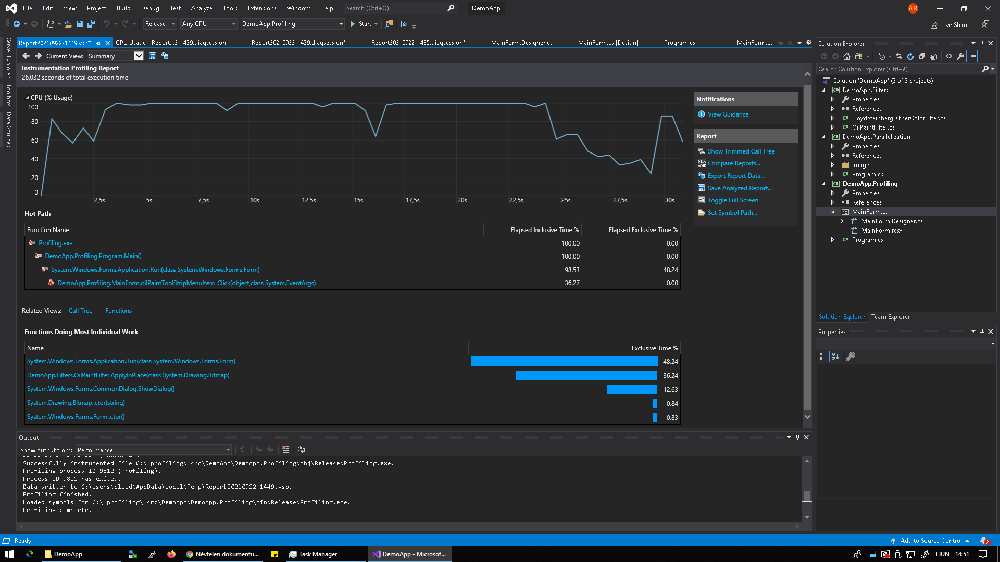 File Edit View Project Build Debug Test Analyze Tools Extensions Window Help Search (Ctrl+Q) DemoApp AR
Release Any CPU DemoApp.Profiling Start Live Share
Server Explorer
Toolbox
Data Sources
Report20210922-1449.vsp* CPU Usage - Report...2-1439.diagsession Report20210922-1439.diagsession* Report20210922-1435.diagsession* MainForm.Designer.cs MainForm.cs [Design] Program.cs MainForm.cs
Current View: Summary
Instrumentation Profiling Report
26,032 seconds of total execution time
CPU (% Usage)
100
80
60
40
20
0
2,5s 5s 7,5s 10s 12,5s 15s 17,5s 20s 22,5s 25s 27,5s 30s
Notifications
View Guidance
Report
Show Trimmed Call Tree
Compare Reports...
Export Report Data...
Save Analyzed Report...
Toggle Full Screen
Set Symbol Path...
Hot Path
Function Name Elapsed Inclusive Time % Elapsed Exclusive Time %
Profiling.exe 100.00 0.00
DemoApp.Profiling.Program.Main() 100.00 0.00
System.Windows.Forms.Application.Run(class System.Windows.Forms.Form) 98.53 48.24
DemoApp.Profiling.MainForm.oilPaintToolStripMenuItem_Click(object,class System.EventArgs) 36.27 0.00
Related Views: Call Tree Functions
Functions Doing Most Individual Work
Name Exclusive Time %
System.Windows.Forms.Application.Run(class System.Windows.Forms.Form) 48.24
DemoApp.Filters.OilPaintFilter.ApplyInPlace(class System.Drawing.Bitmap) 36.24
System.Windows.Forms.CommonDialog.ShowDialog() 12.63
System.Drawing.Bitmap..ctor(string) 0.84
System.Windows.Forms.Form..ctor() 0.83
Output
Show output from: Performance
Successfully instrumented file C:\_profiling\_src\DemoApp\DemoApp.Profiling\obj\Release\Profiling.exe.
Profiling process ID 9812 (Profiling).
Process ID 9812 has exited.
Data written to C:\Users\cloud\AppData\Local\Temp\Report20210922-1449.vsp.
Profiling finished.
Loaded symbols for C:\_profiling\_src\DemoApp\DemoApp.Profiling\bin\Release\Profiling.exe.
Profiling complete.
Solution Explorer
Search Solution Explorer (Ctrl+é)
Solution 'DemoApp' (3 of 3 projects)
DemoApp.Filters
Properties
References
FloydSteinbergDitherColorFilter.cs
OilPaintFilter.cs
DemoApp.Parallelization
Properties
References
images
Program.cs
DemoApp.Profiling
Properties
References
MainForm.cs
MainForm.Designer.cs
MainForm.resx
Program.cs
Solution Explorer Team Explorer
Properties
Ready Add to Source Control 2
DemoApp Névtelen dokumentu... Task Manager DemoApp - Microsof... HUN 14:51